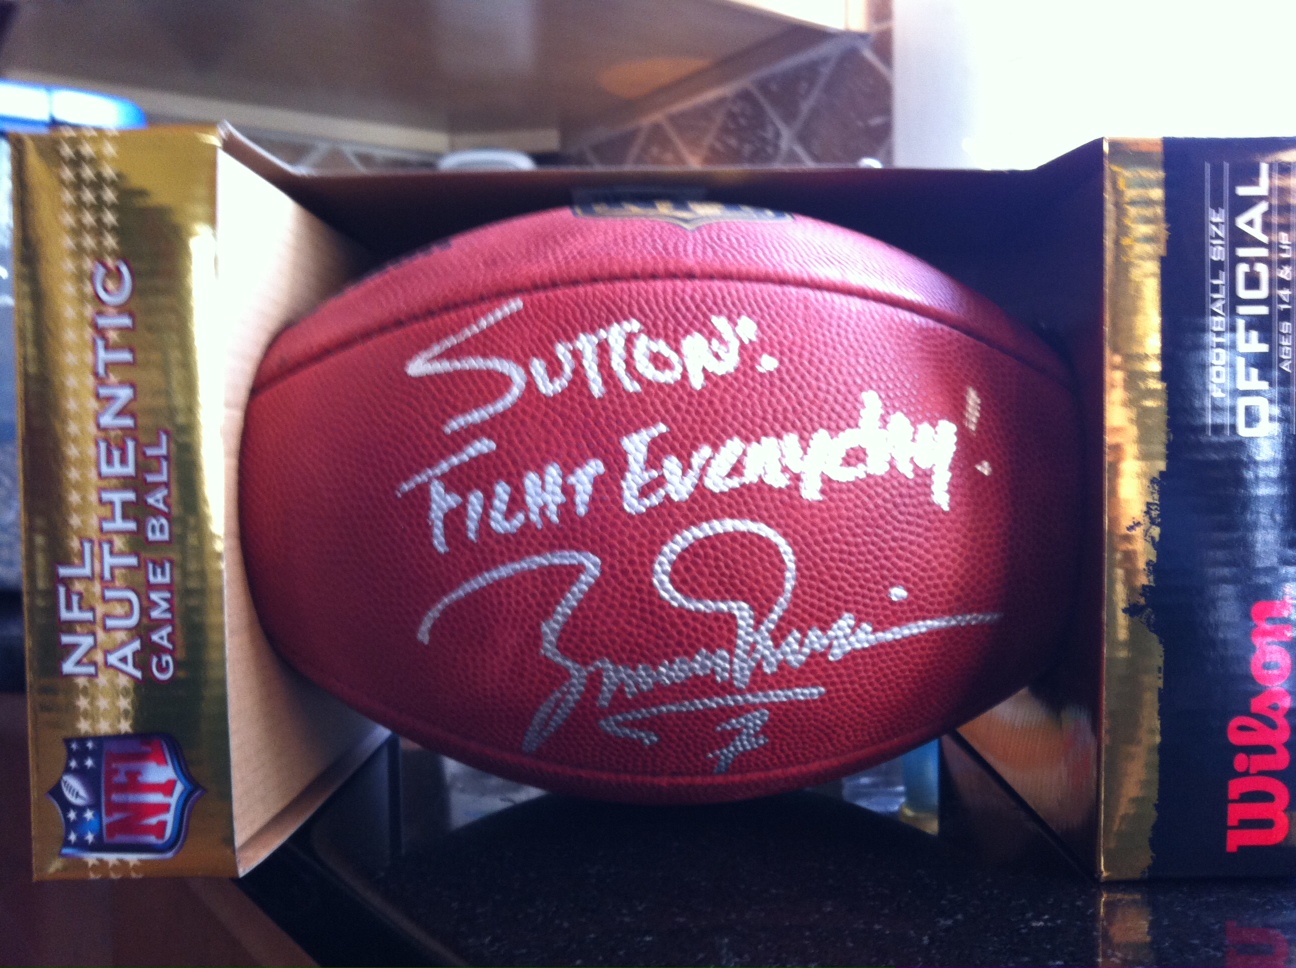 NFL
AUTHENTIC
GAME BALL
NFL
SUTTON:
FIGHT EVERYDAY!
7
FOOTBALL SIZE
OFFICIAL
AGES 14 & UP
Wilson